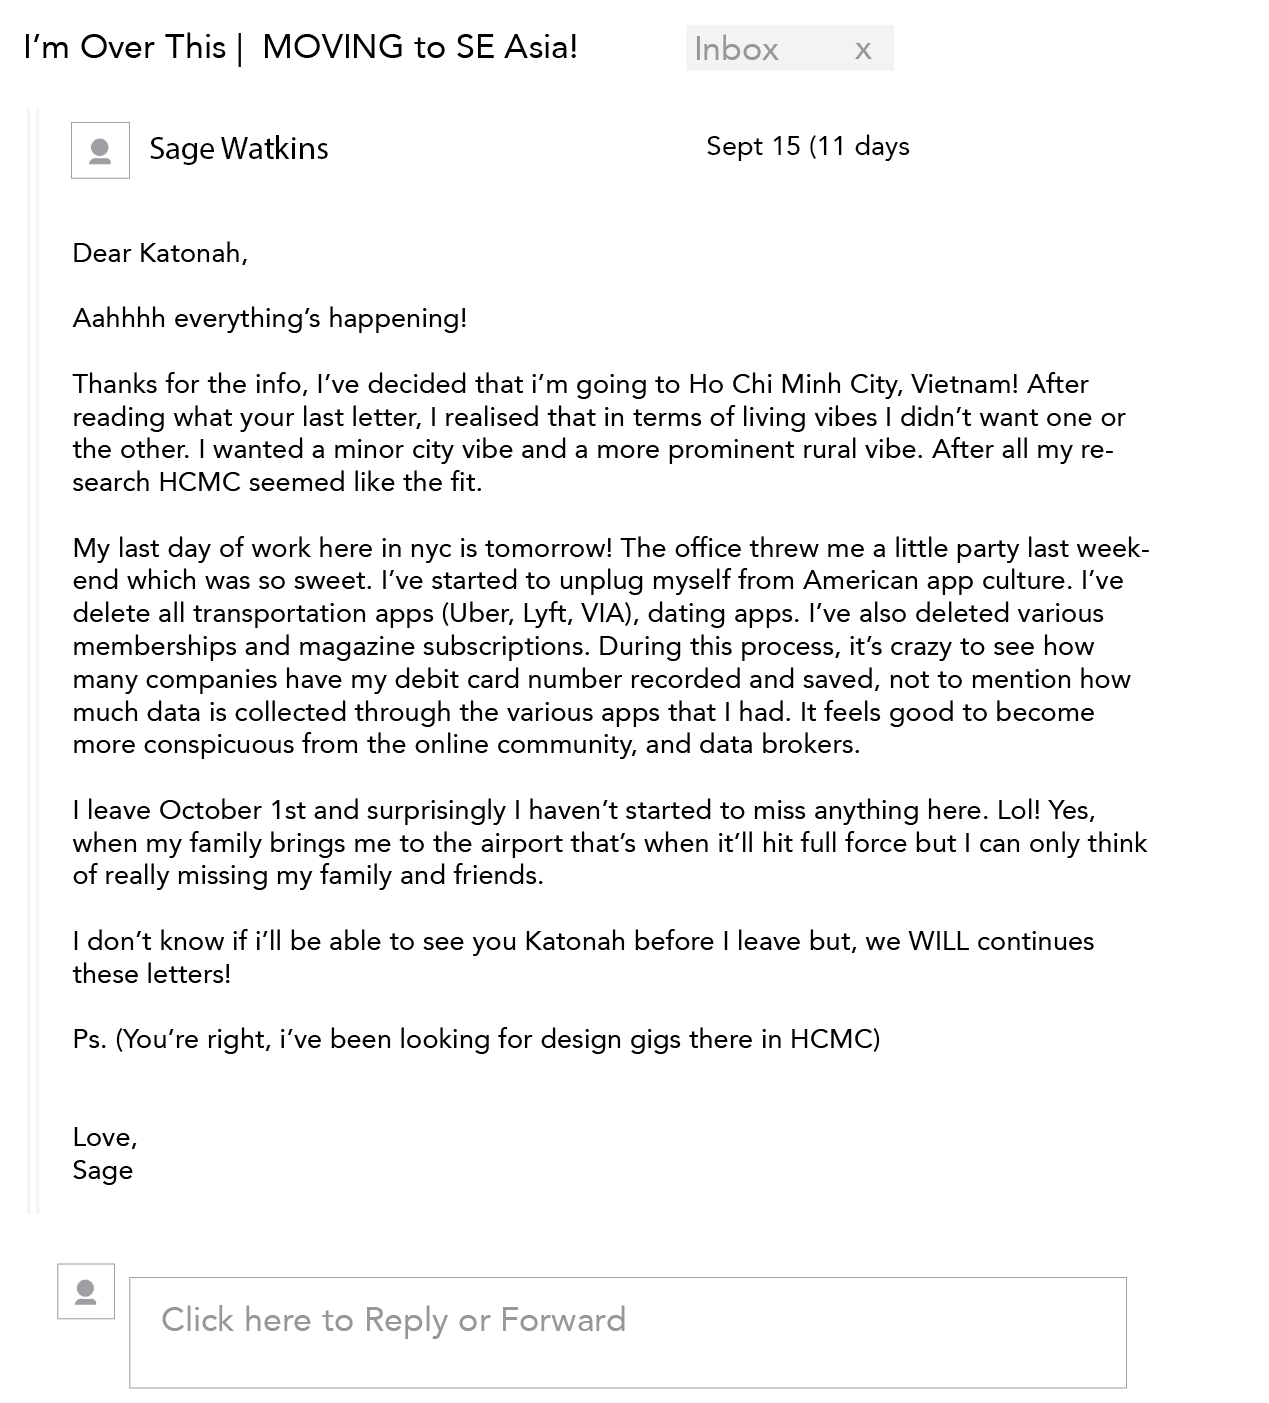 I’m Over This |  MOVING to SE Asia!
Inbox x
Sage Watkins
Sept 15 (11 days
Dear Katonah,
Aahhhh everything’s happening!
Thanks for the info, I’ve decided that i’m going to Ho Chi Minh City, Vietnam! After
reading what your last letter, I realised that in terms of living vibes I didn’t want one or
the other. I wanted a minor city vibe and a more prominent rural vibe. After all my re-
search HCMC seemed like the fit.
My last day of work here in nyc is tomorrow! The office threw me a little party last week-
end which was so sweet. I’ve started to unplug myself from American app culture. I’ve
delete all transportation apps (Uber, Lyft, VIA), dating apps. I’ve also deleted various
memberships and magazine subscriptions. During this process, it’s crazy to see how
many companies have my debit card number recorded and saved, not to mention how
much data is collected through the various apps that I had. It feels good to become
more conspicuous from the online community, and data brokers.
I leave October 1st and surprisingly I haven’t started to miss anything here. Lol! Yes,
when my family brings me to the airport that’s when it’ll hit full force but I can only think
of really missing my family and friends.
I don’t know if i’ll be able to see you Katonah before I leave but, we WILL continues
these letters!
Ps. (You’re right, i’ve been looking for design gigs there in HCMC)
Love,
Sage
Click here to Reply or Forward